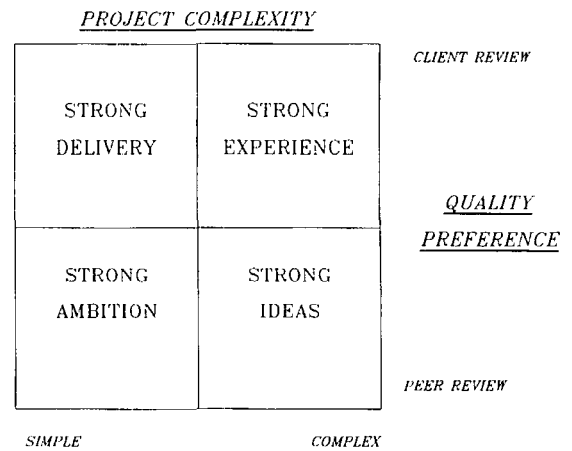 PROJECT COMPLEXITY
CLIENT REVIEW
STRONG
DELIVERY
STRONG
EXPERIENCE
QUALITY
PREFERENCE
STRONG
AMBITION
STRONG
IDEAS
PEER REVIEW
SIMPLE
COMPLEX